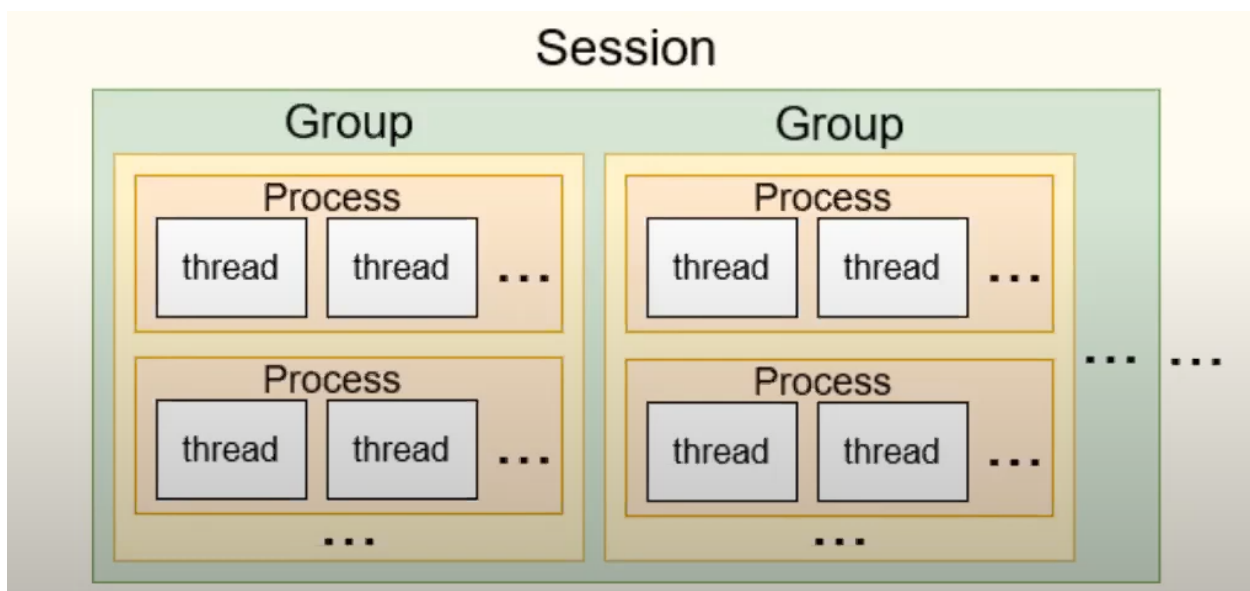 Session
Group Group
Process Process
thread thread ... thread thread ...
... ...
Process Process
thread thread ... thread thread ...
... ...